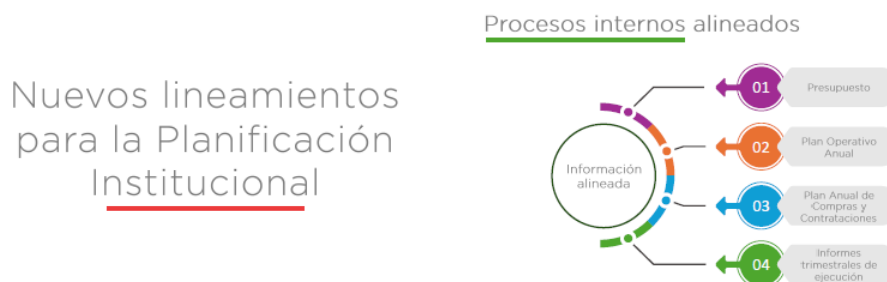 Nuevos lineamientos
para la Planificación
Institucional
Procesos internos alineados
Información
alineada
01
Presupuesto
02
Plan Operativo
Anual
03
Plan Anual de
Compras y
Contrataciones
04
Informes
trimestrales de
ejecución